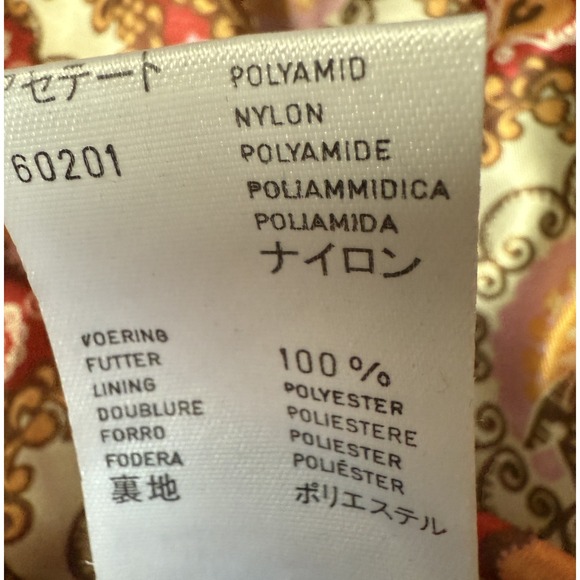 アセテート
POLYAMID
NYLON
60201
POLYAMIDE
POLIAMMIDICA
POLIAMIDA
ナイロン
VOERING
FUTTER
LINING
DOUBLURE
FORRO
FODERA
裏地
100 %
POLYESTER
POLIESTERE
POLIESTER
POLIÉSTER
ポリエステル